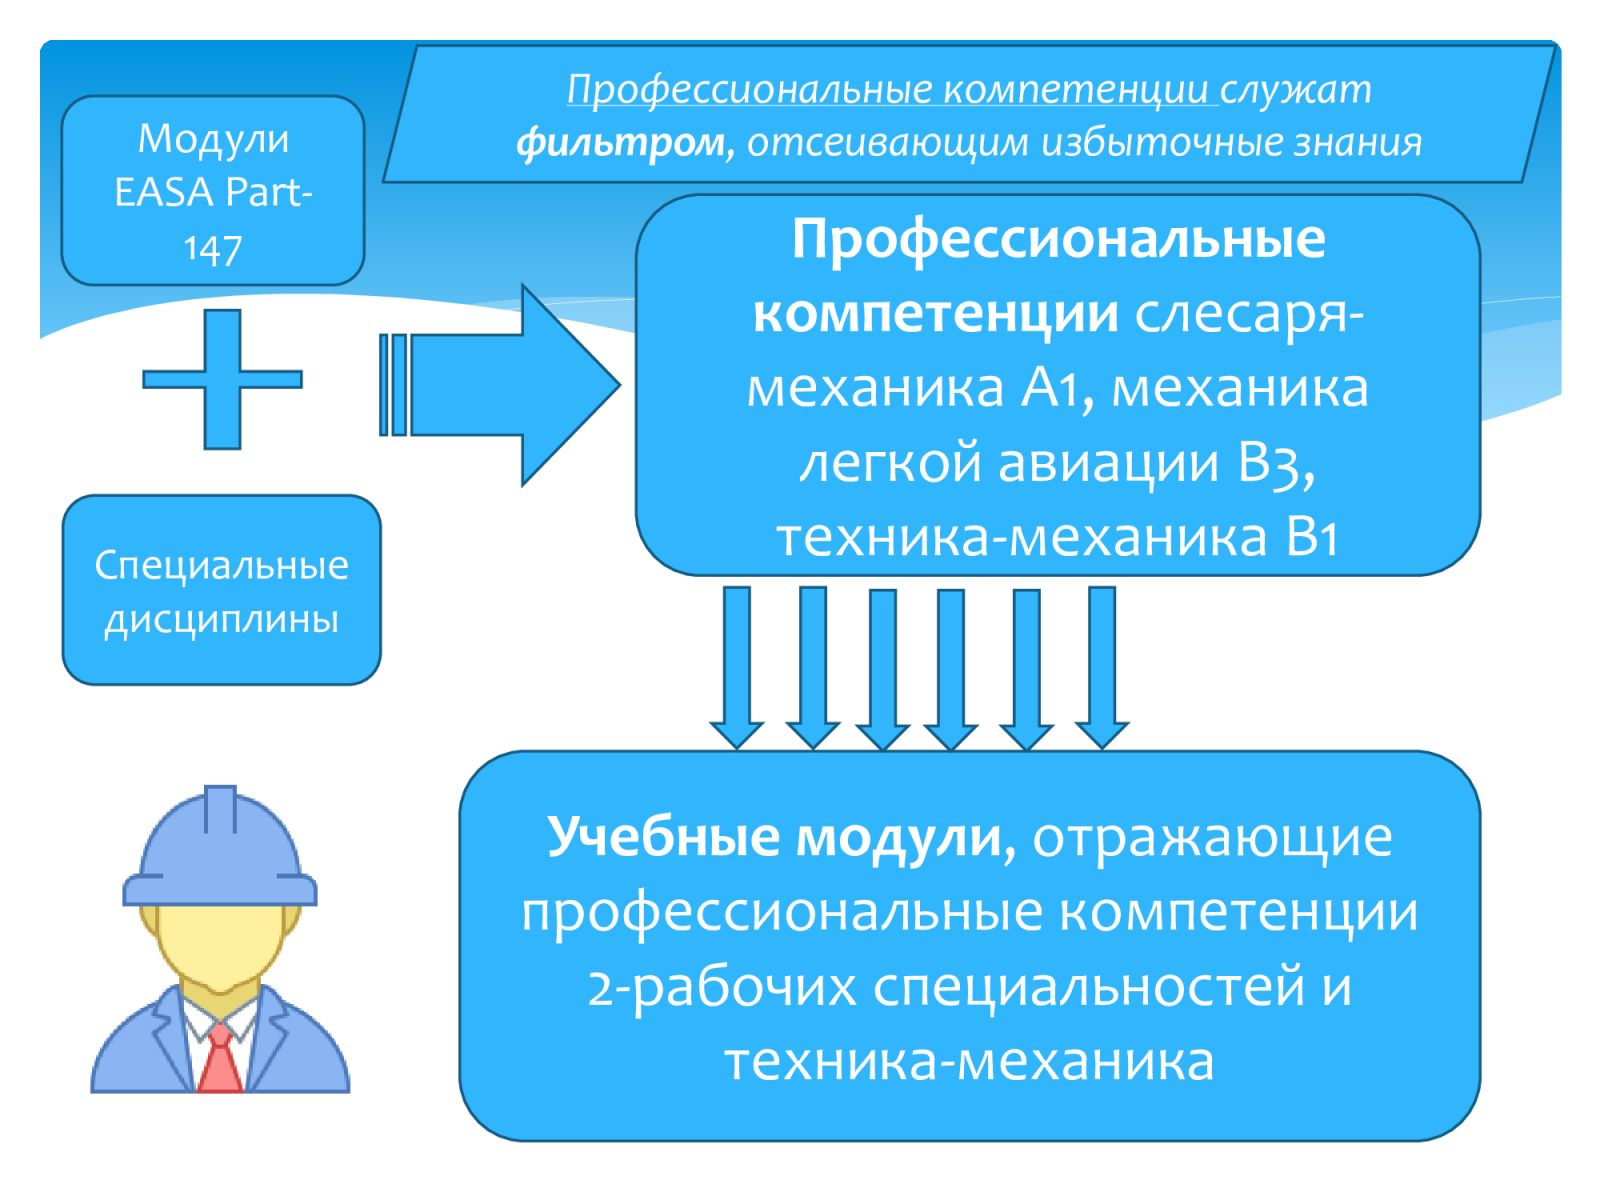 Профессиональные компетенции служат
фильтром, отсеивающим избыточные знания
Модули
EASA Part-
147
Профессиональные
компетенции слесаря-
механика А1, механика
легкой авиации В3,
техника-механика В1
Специальные
дисциплины
Учебные модули, отражающие
профессиональные компетенции
2-рабочих специальностей и
техника-механика